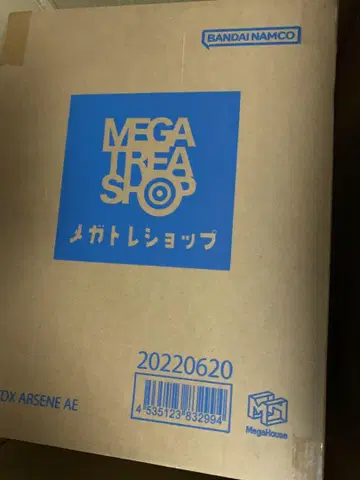 BANDAI NAMCO
MEGA
TREA
SHOP
メガトレショップ
20220620
4 535123 832994
DX ARSENE AE
MegaHouse